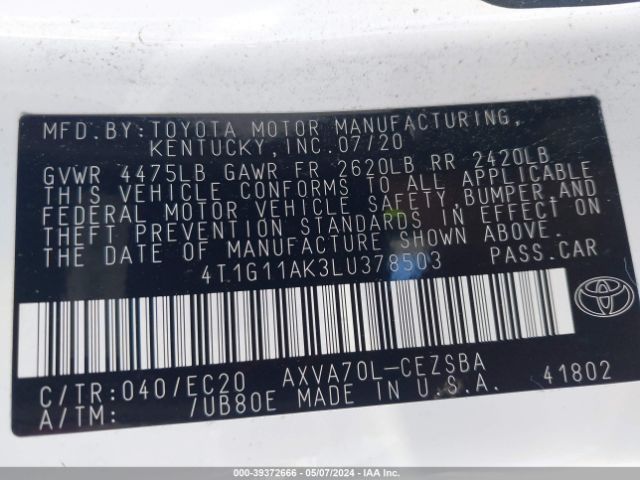 MFD.BY:TOYOTA MOTOR MANUFACTURING,
KENTUCKY,INC.07/20
GVWR 4475LB GAWR FR 2620LB RR 2420LB
THIS VEHICLE CONFORMS TO ALL APPLICABLE
FEDERAL MOTOR VEHICLE SAFETY,BUMPER,AND
THEFT PREVENTION STANDARDS IN EFFECT ON
THE DATE OF MANUFACTURE SHOWN ABOVE.
4T1G11AK3LU378503 PASS.CAR
C/TR:040/EC20 AXVA70L-CEZSBA
A/TM: /UB80E MADE IN U.S.A. 41802
000-39372666 - 05/07/2024 - IAAI.com